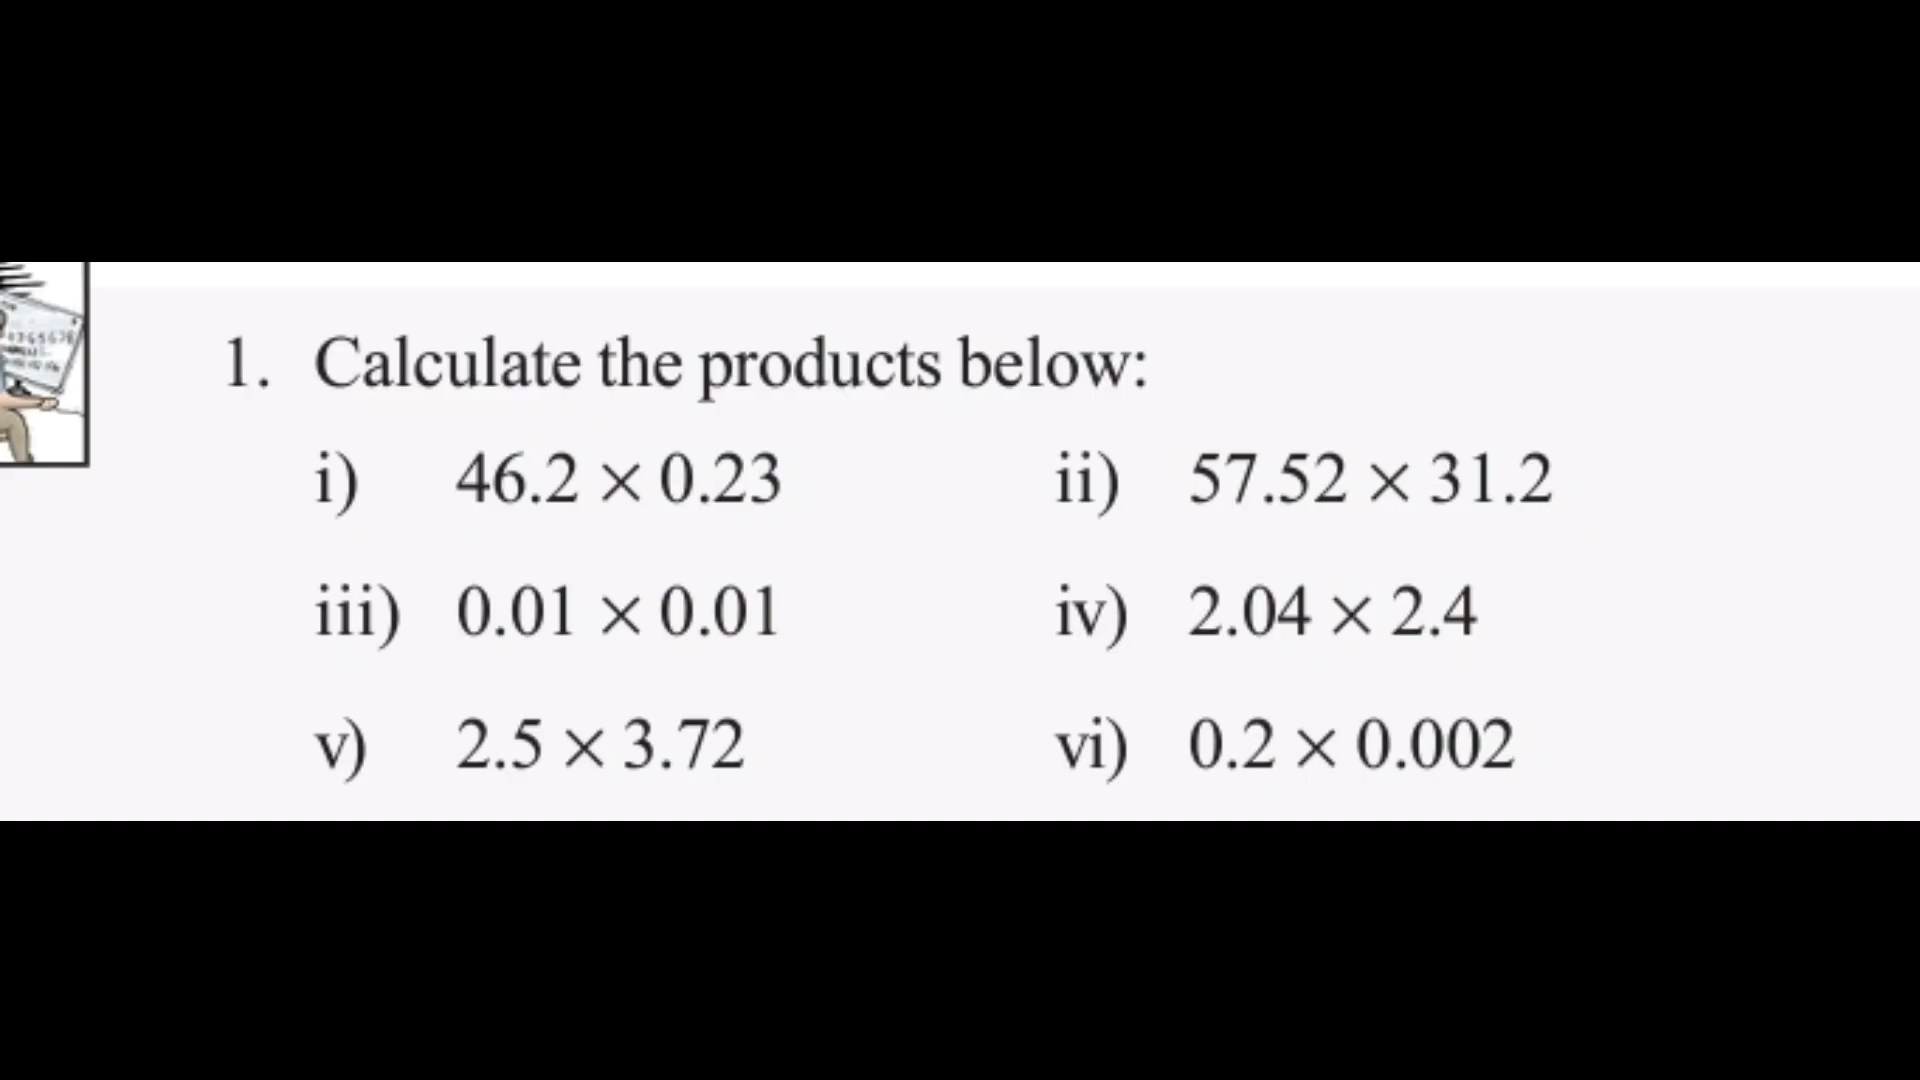 1. Calculate the products below:
i) 46.2 × 0.23 ii) 57.52 × 31.2
iii) 0.01 × 0.01 iv) 2.04 × 2.4
v) 2.5 × 3.72 vi) 0.2 × 0.002